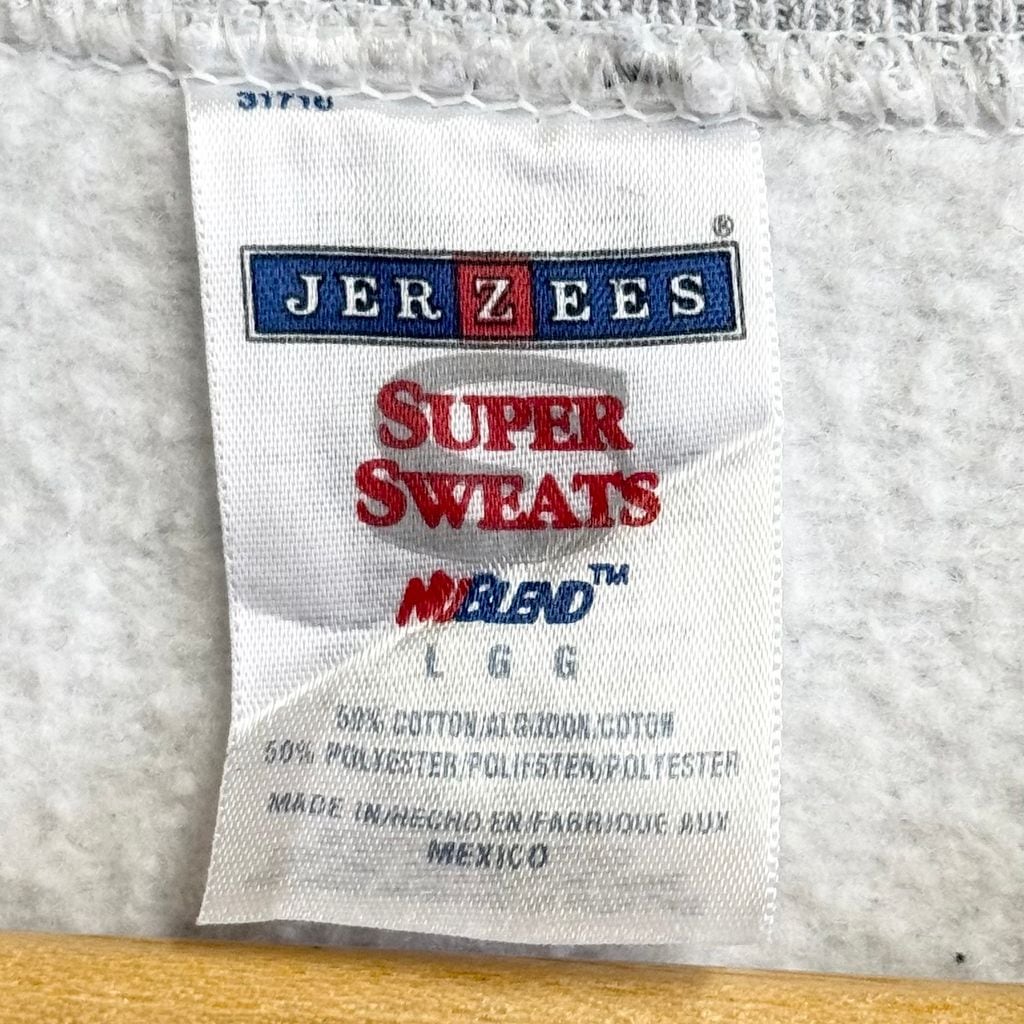 31718
®
JERZEES
SUPER
SWEATS
NuBLEND™
L G G
50% COTTON/ALGODON/COTON
50% POLYESTER/POLIESTER/POLYESTER
MADE IN/HECHO EN/FABRIQUE AUX
MEXICO